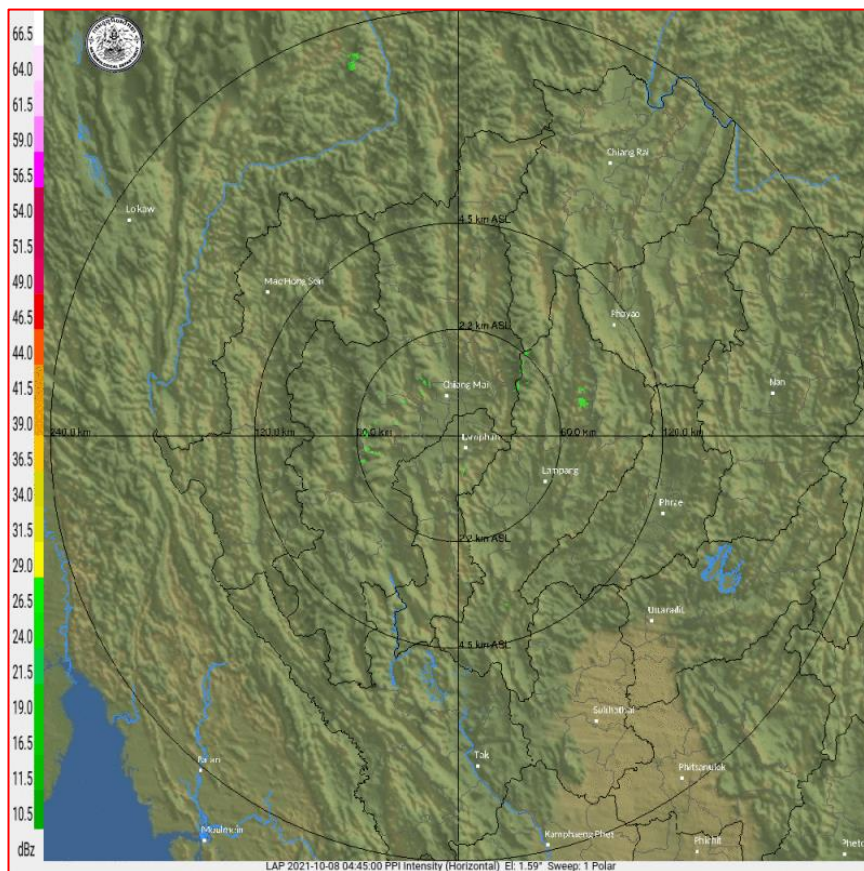 66.5
64.0
61.5
59.0
56.5
54.0
51.5
49.0
46.5
44.0
41.5
39.0
36.5
34.0
31.5
29.0
26.5
24.0
21.5
19.0
16.5
11.5
10.5
dBz
Chiang Rai
Loikaw
4.5 km ASL
Mae Hong Son
Phayao
2.2 km ASL
Chiang Mai
Nan
240.0 km
120.0 km
60.0 km
60.0 km
120.0 km
Lamphun
Lampang
Phrae
2.2 km ASL
Uttaradit
4.5 km ASL
Sukhothai
Tak
Pa'an
Phitsanulok
Moulmein
Kamphaeng Phet
Phichit
LAP 2021-10-08 04:45:00 PPI Intensity (Horizontal) El: 1.59° Sweep: 1 Polar